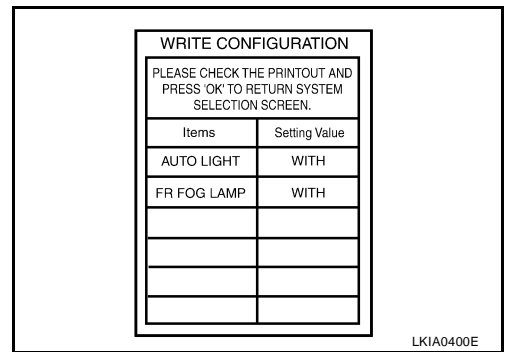 WRITE CONFIGURATION
PLEASE CHECK THE PRINTOUT AND
PRESS 'OK' TO RETURN SYSTEM
SELECTION SCREEN.
Items Setting Value
AUTO LIGHT WITH
FR FOG LAMP WITH
LKIA0400E